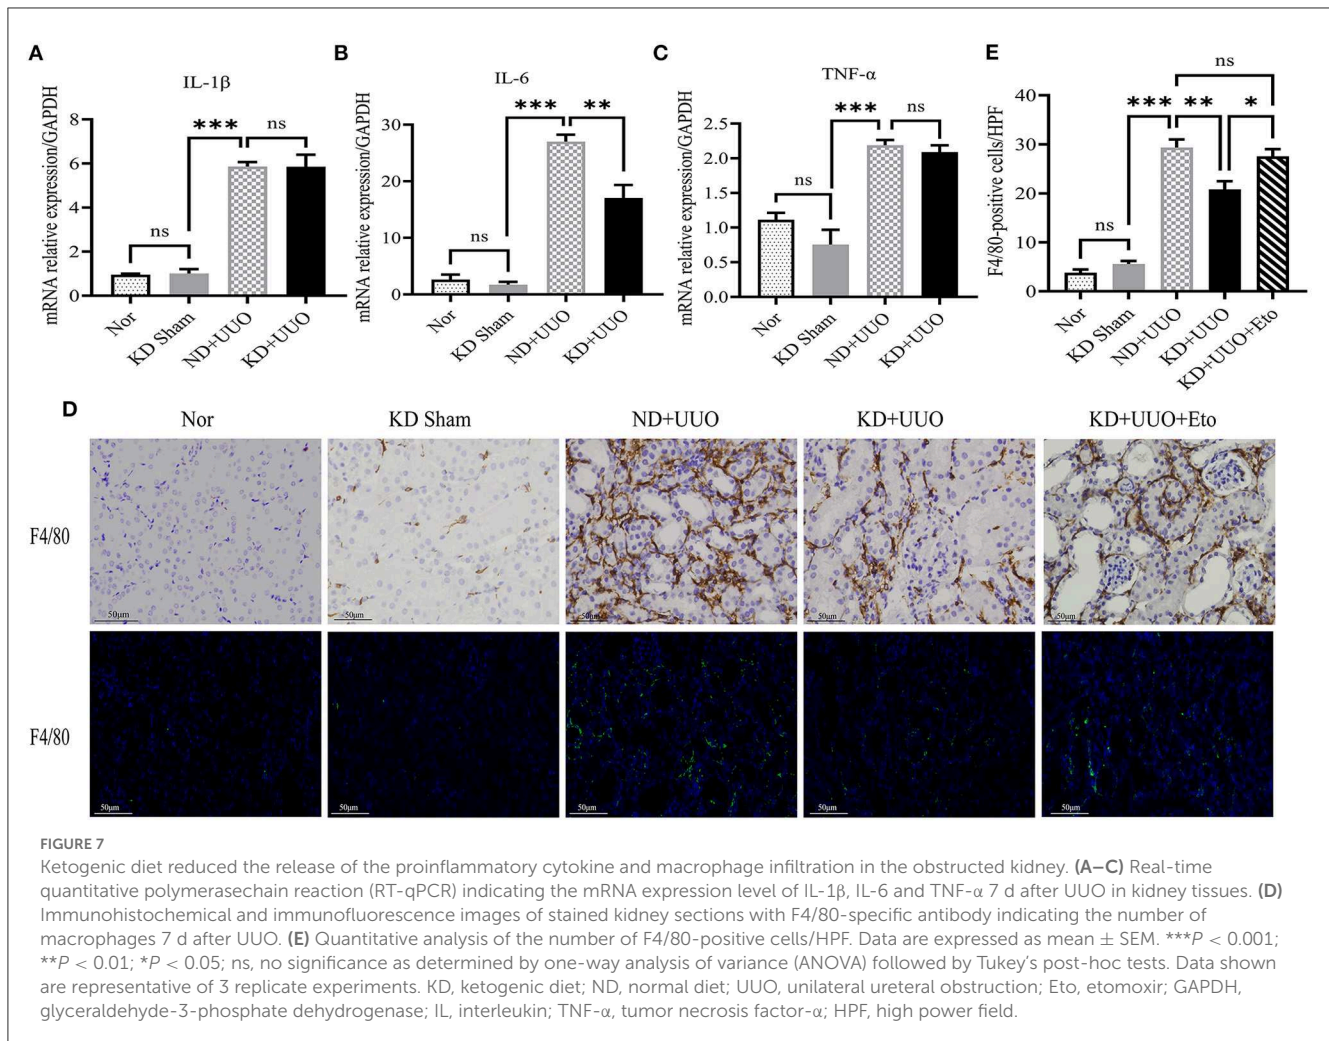 A
IL-1β
mRNA relative expression/GAPDH
8
6
4
2
0
ns
***
ns
Nor
KD Sham
ND+UUO
KD+UUO
B
IL-6
mRNA relative expression/GAPDH
30
20
10
0
ns
***
**
Nor
KD Sham
ND+UUO
KD+UUO
C
TNF-α
mRNA relative expression/GAPDH
2.5
2.0
1.5
1.0
0.5
0.0
ns
***
ns
Nor
KD Sham
ND+UUO
KD+UUO
E
F4/80-positive cells/HPF
40
30
20
10
0
ns
***
**
*
ns
Nor
KD Sham
ND+UUO
KD+UUO
KD+UUO+Eto
D
Nor
KD Sham
ND+UUO
KD+UUO
KD+UUO+Eto
F4/80
50μm
50μm
50μm
50μm
50μm
F4/80
50μm
50μm
50μm
50μm
50μm
FIGURE 7
Ketogenic diet reduced the release of the proinflammatory cytokine and macrophage infiltration in the obstructed kidney. (A–C) Real-time
quantitative polymerasechain reaction (RT-qPCR) indicating the mRNA expression level of IL-1β, IL-6 and TNF-α 7 d after UUO in kidney tissues. (D)
Immunohistochemical and immunofluorescence images of stained kidney sections with F4/80-specific antibody indicating the number of
macrophages 7 d after UUO. (E) Quantitative analysis of the number of F4/80-positive cells/HPF. Data are expressed as mean ± SEM. ***P < 0.001;
**P < 0.01; *P < 0.05; ns, no significance as determined by one-way analysis of variance (ANOVA) followed by Tukey's post-hoc tests. Data shown
are representative of 3 replicate experiments. KD, ketogenic diet; ND, normal diet; UUO, unilateral ureteral obstruction; Eto, etomoxir; GAPDH,
glyceraldehyde-3-phosphate dehydrogenase; IL, interleukin; TNF-α, tumor necrosis factor-α; HPF, high power field.